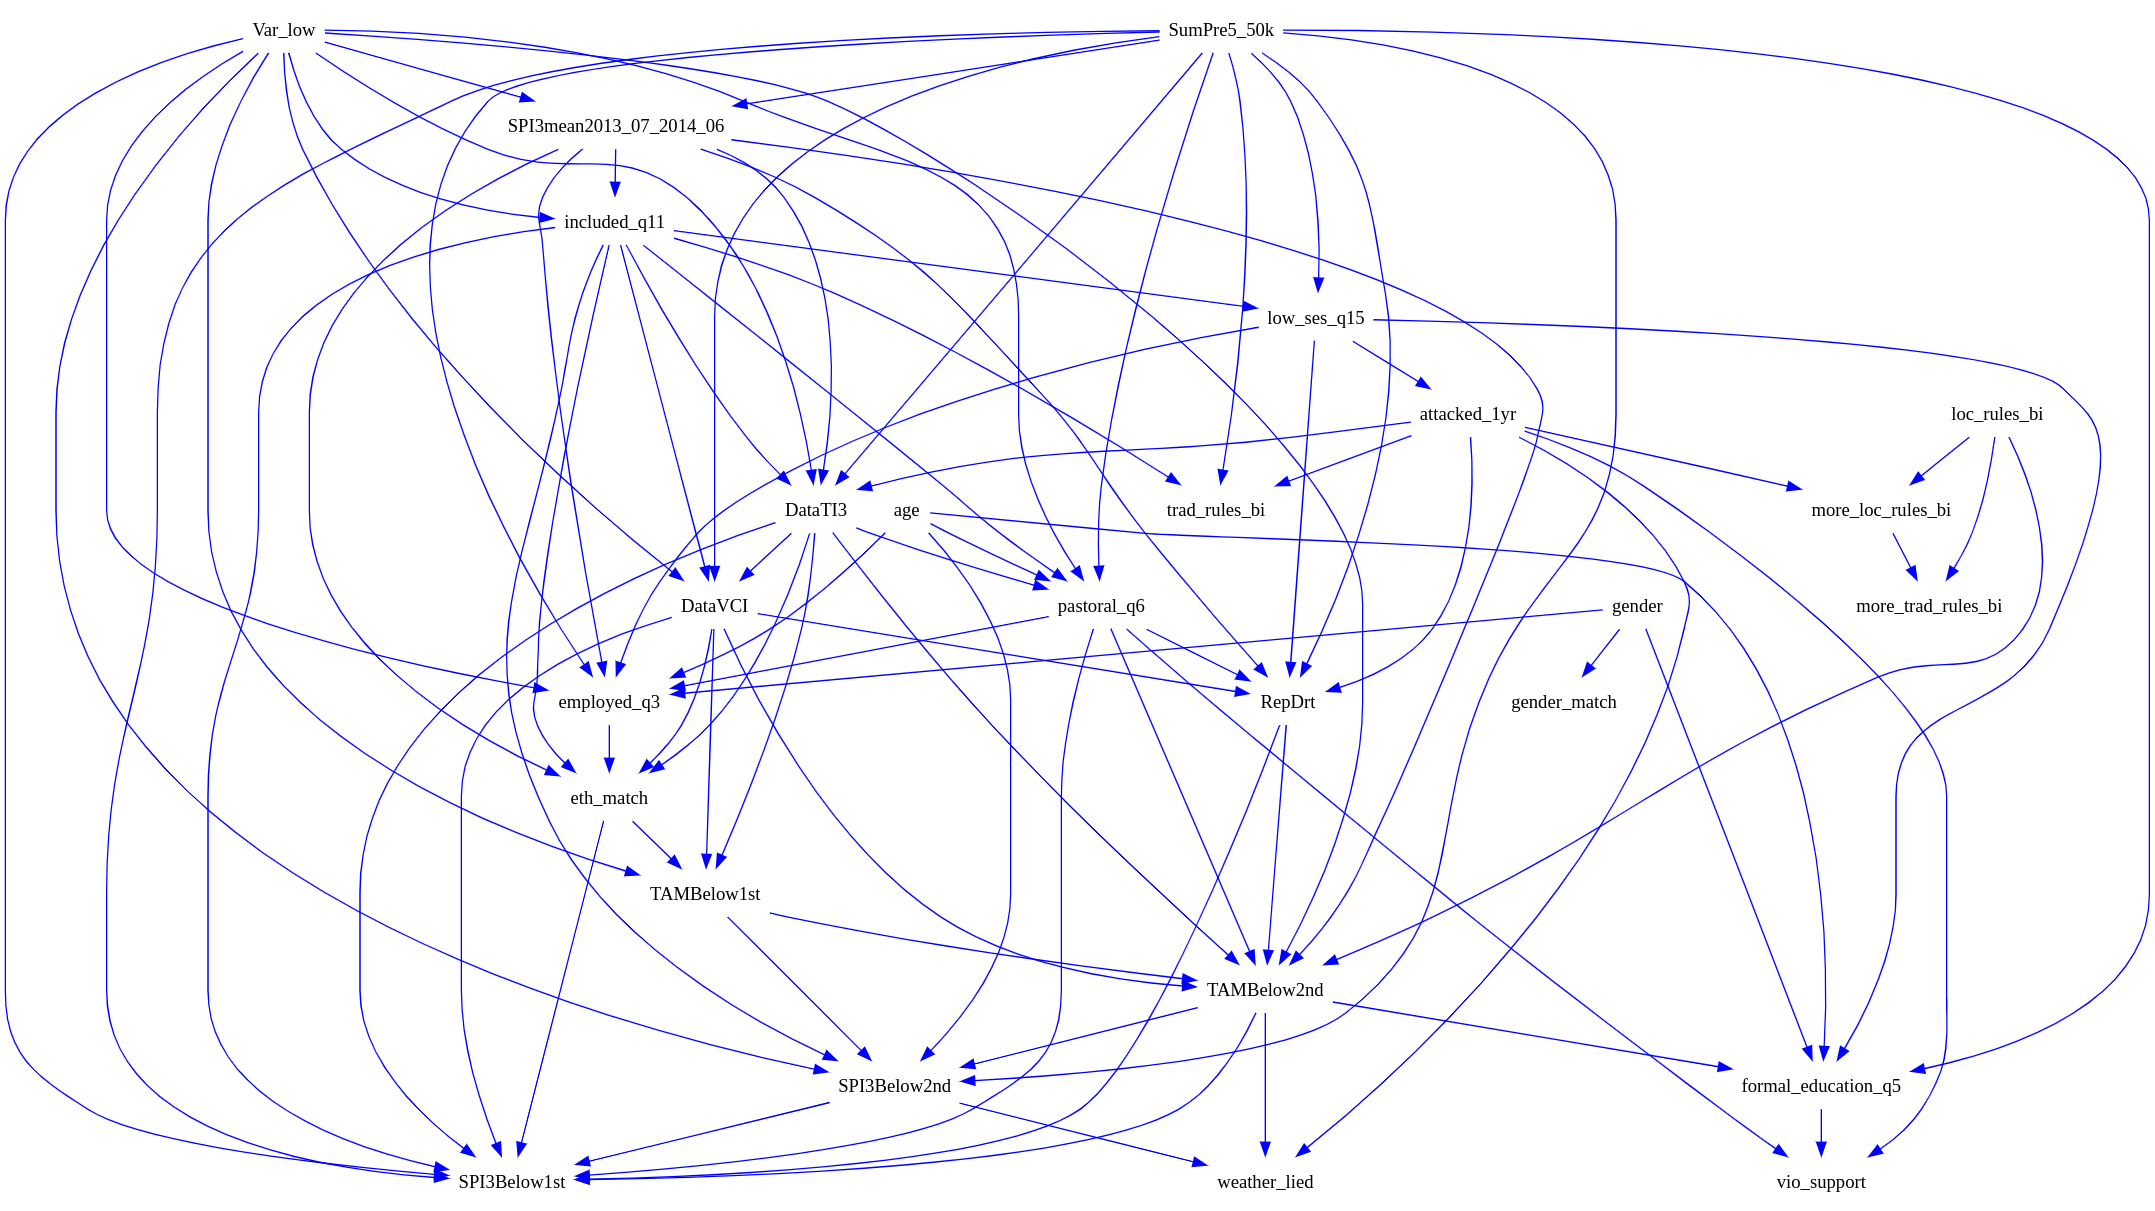 Var_low
SumPre5_50k
SPI3mean2013_07_2014_06
included_q11
low_ses_q15
attacked_1yr
loc_rules_bi
DataTI3
age
trad_rules_bi
more_loc_rules_bi
DataVCI
pastoral_q6
gender
more_trad_rules_bi
employed_q3
RepDrt
gender_match
eth_match
TAMBelow1st
TAMBelow2nd
SPI3Below2nd
formal_education_q5
SPI3Below1st
weather_lied
vio_support